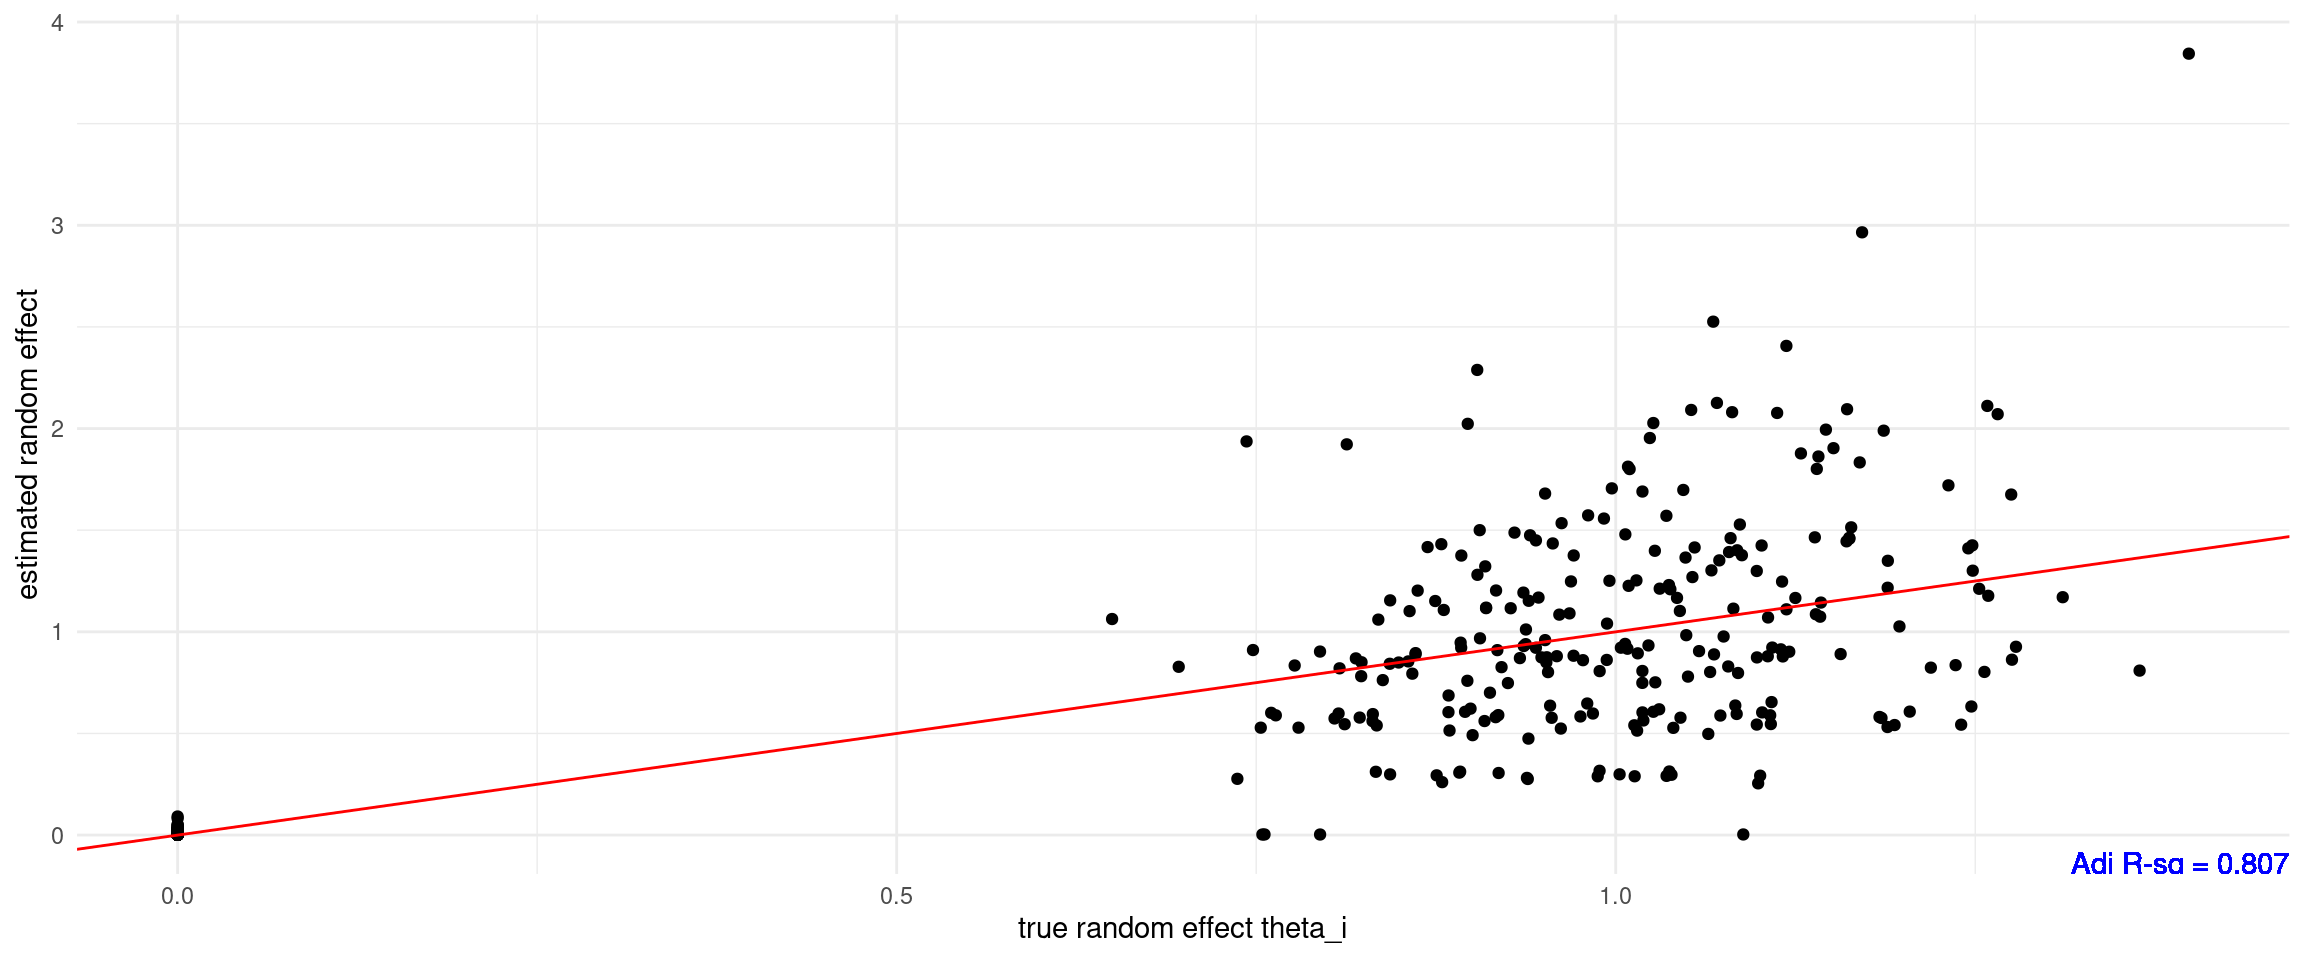 4
3
2
1
0
estimated random effect
Adj R-sq = 0.807
0.0 0.5 1.0
true random effect theta_i